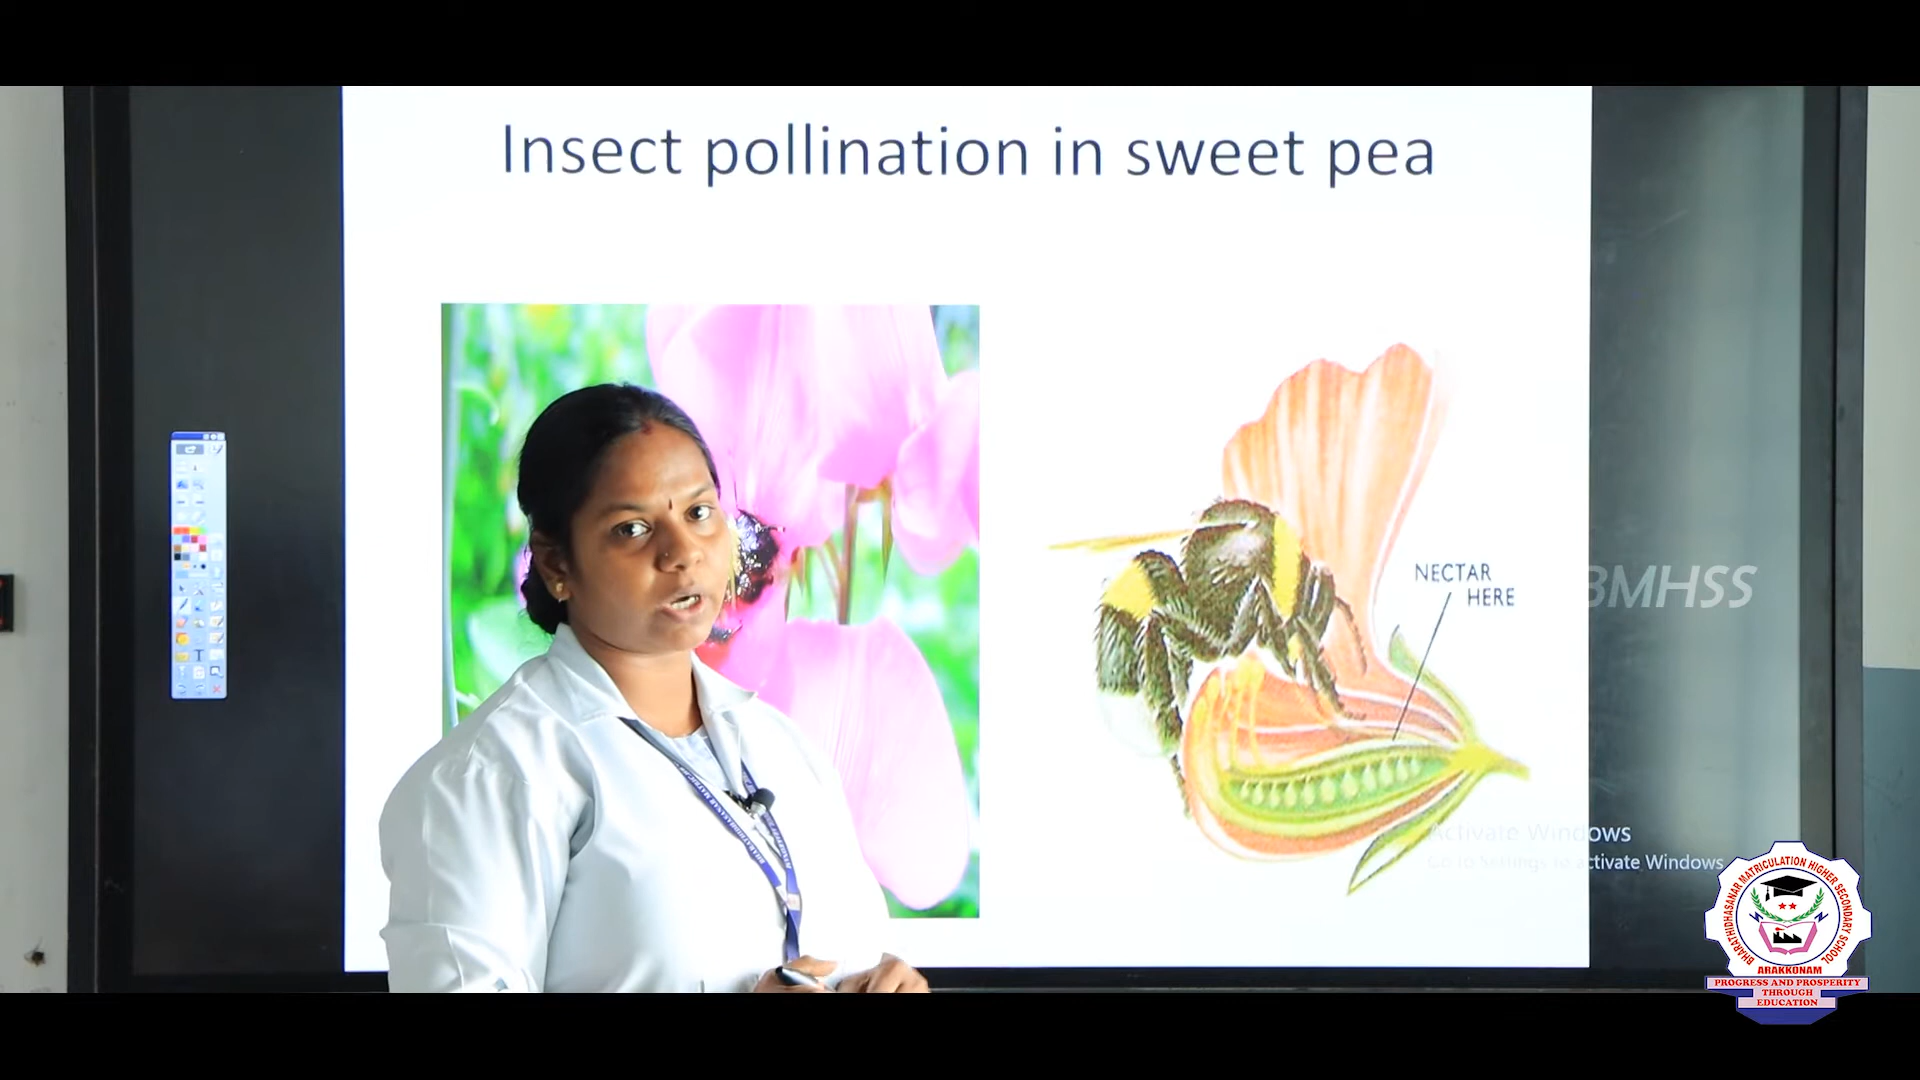 Insect pollination in sweet pea
NECTAR
HERE
BMHSS
Activate Windows
Go to Settings to activate Windows.
BHARATHIDHASANAR MATRICULATION HIGHER SECONDARY SCHOOL
ARAKKONAM
PROGRESS AND PROSPERITY
THROUGH
EDUCATION